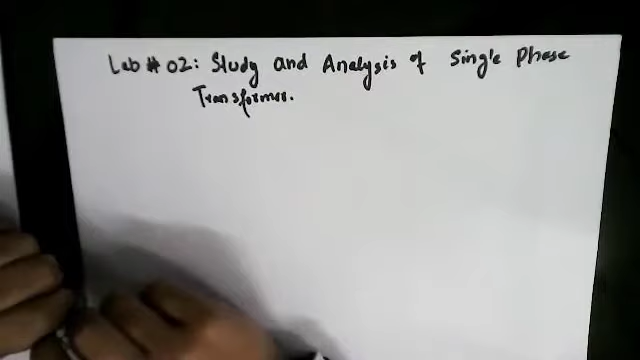 Lab # 02: Study and Analysis of Single Phase
Transformer.